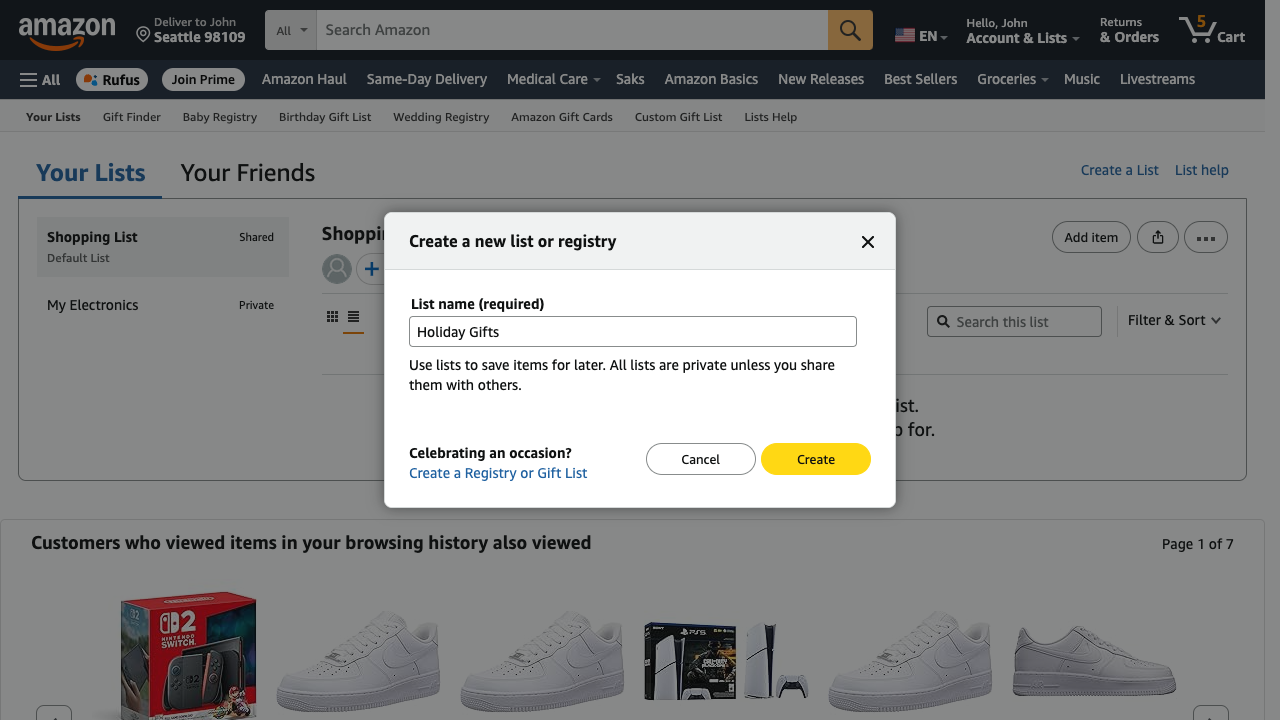 amazon
Deliver to John
Seattle 98109
All
Search Amazon
EN
Hello, John
Account & Lists
Returns
& Orders
5
Cart
All
Rufus
Join Prime
Amazon Haul
Same-Day Delivery
Medical Care
Saks
Amazon Basics
New Releases
Best Sellers
Groceries
Music
Livestreams
Your Lists
Gift Finder
Baby Registry
Birthday Gift List
Wedding Registry
Amazon Gift Cards
Custom Gift List
Lists Help
Your Lists
Your Friends
Create a List
List help
Shopping List
Shared
Default List
My Electronics
Private
Shoppi
Add item
Search this list
Filter & Sort
ist.
for.
Create a new list or registry
List name (required)
Holiday Gifts
Use lists to save items for later. All lists are private unless you share
them with others.
Celebrating an occasion?
Create a Registry or Gift List
Cancel
Create
Customers who viewed items in your browsing history also viewed
Page 1 of 7
2
NINTENDO
SWITCH
2
SONY
PS5
CALL OF DUTY